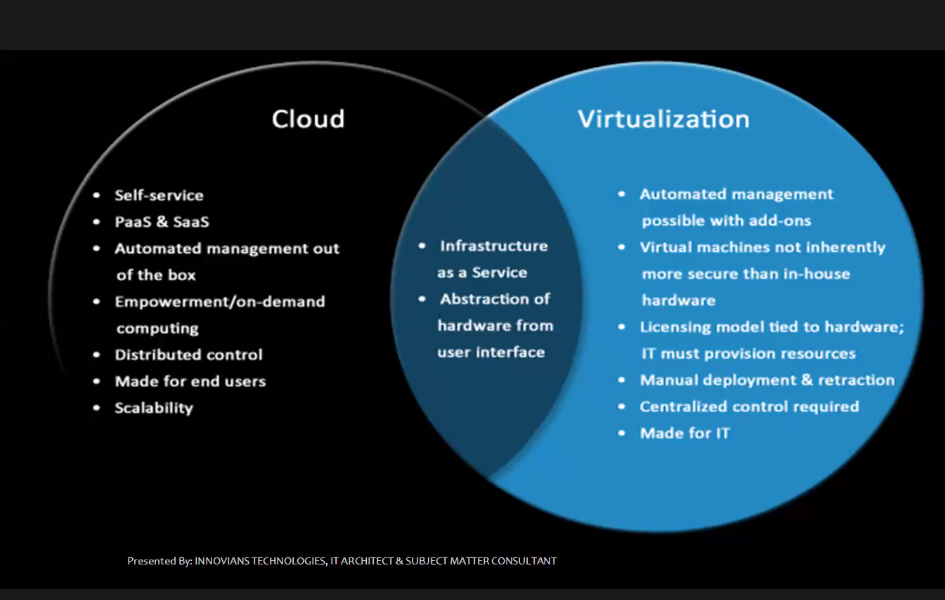 Cloud
• Self-service
• PaaS & SaaS
• Automated management out
of the box
• Empowerment/on-demand
computing
• Distributed control
• Made for end users
• Scalability
• Infrastructure
as a Service
• Abstraction of
hardware from
user interface
Virtualization
• Automated management
possible with add-ons
• Virtual machines not inherently
more secure than in-house
hardware
• Licensing model tied to hardware;
IT must provision resources
• Manual deployment & retraction
• Centralized control required
• Made for IT
Presented By: INNOVIANS TECHNOLOGIES, IT ARCHITECT & SUBJECT MATTER CONSULTANT